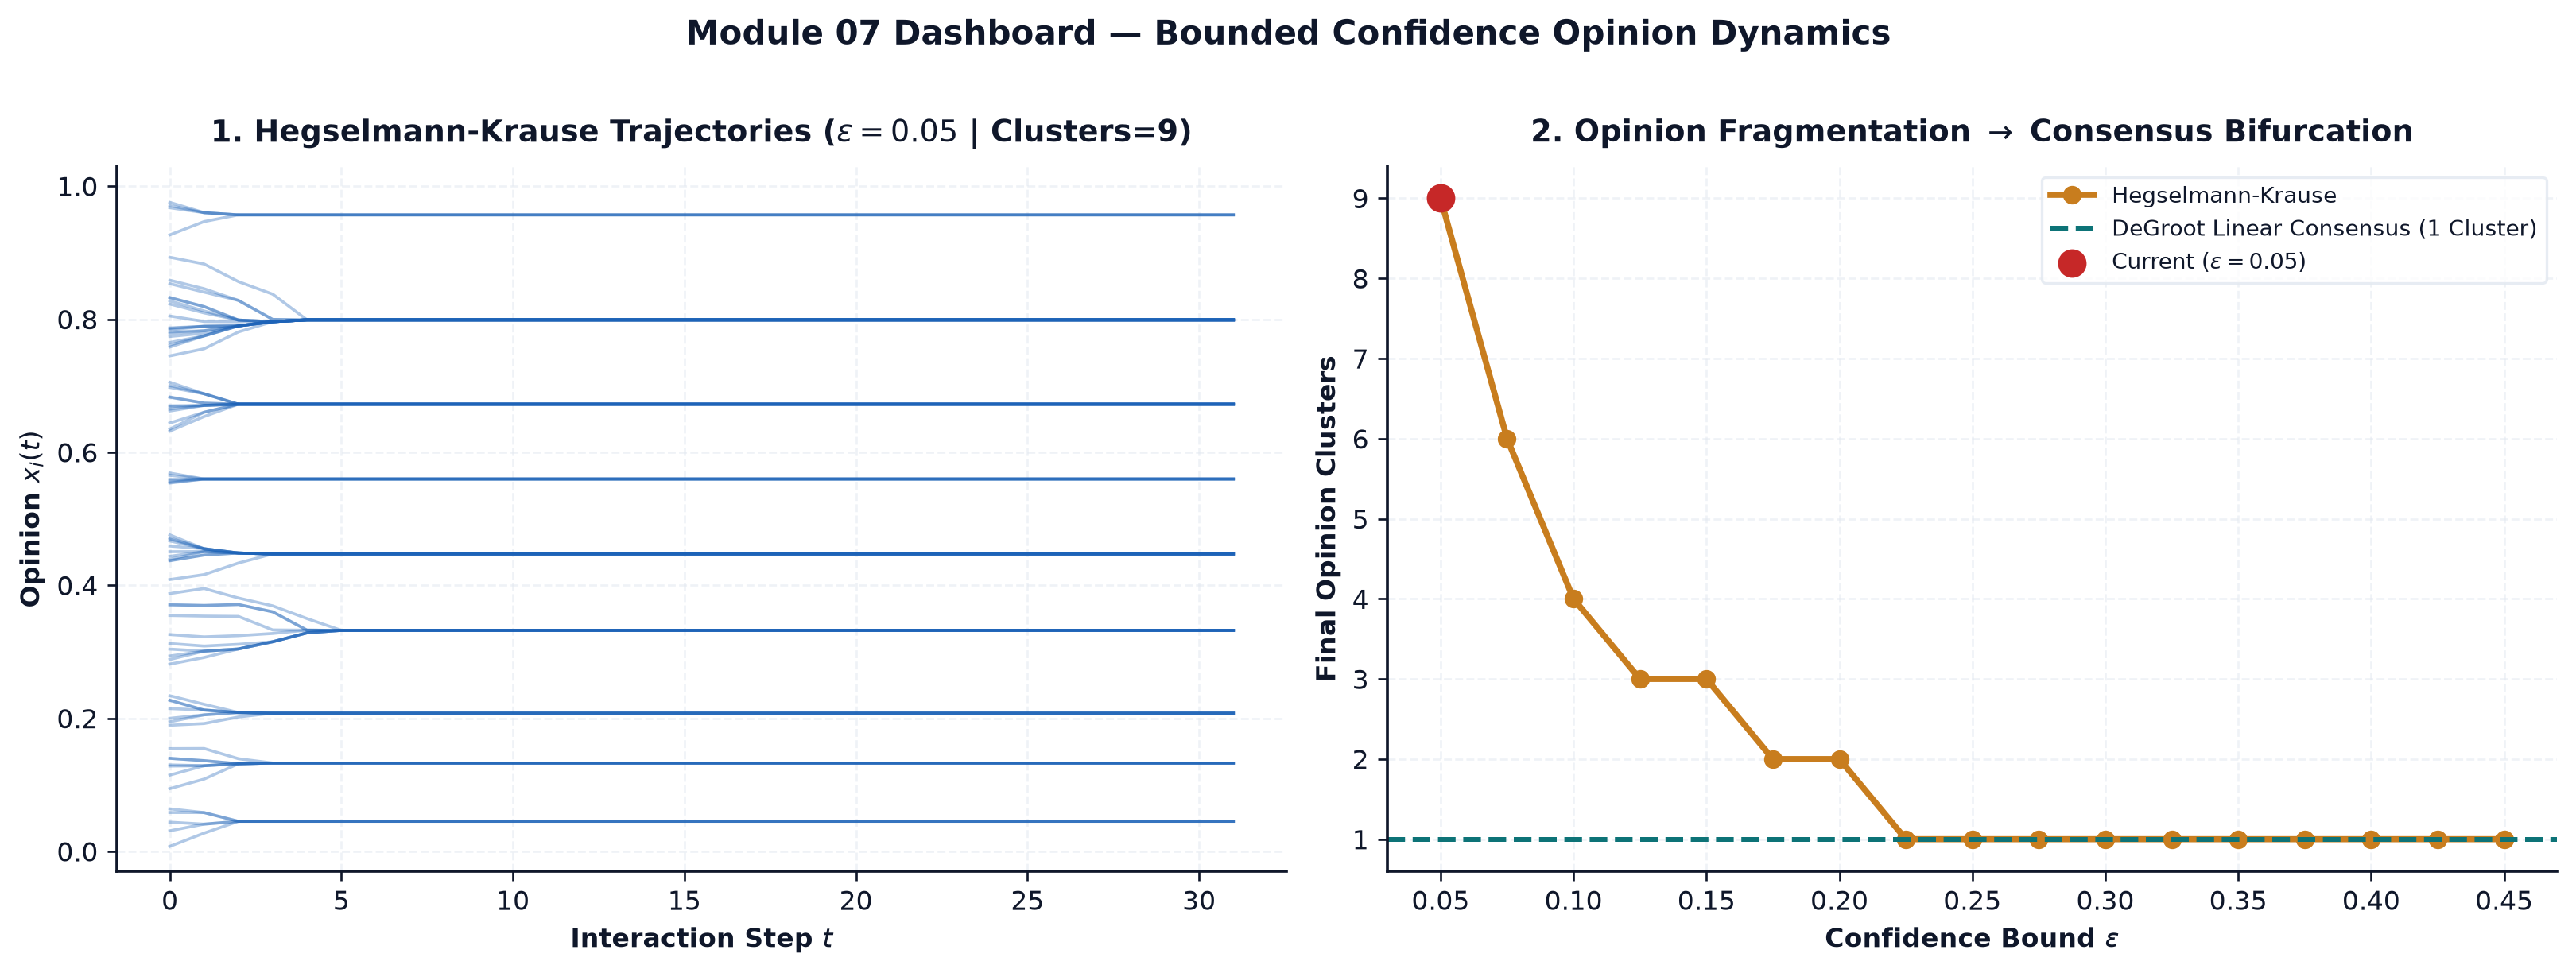 Module 07 Dashboard — Bounded Confidence Opinion Dynamics
1. Hegselmann-Krause Trajectories (ε = 0.05 | Clusters=9)
1.0
0.8
0.6
0.4
0.2
0.0
Opinion xᵢ(t)
0 5 10 15 20 25 30
Interaction Step t
2. Opinion Fragmentation → Consensus Bifurcation
Hegselmann-Krause
DeGroot Linear Consensus (1 Cluster)
Current (ε = 0.05)
9
8
7
6
5
4
3
2
1
Final Opinion Clusters
0.05 0.10 0.15 0.20 0.25 0.30 0.35 0.40 0.45
Confidence Bound ε